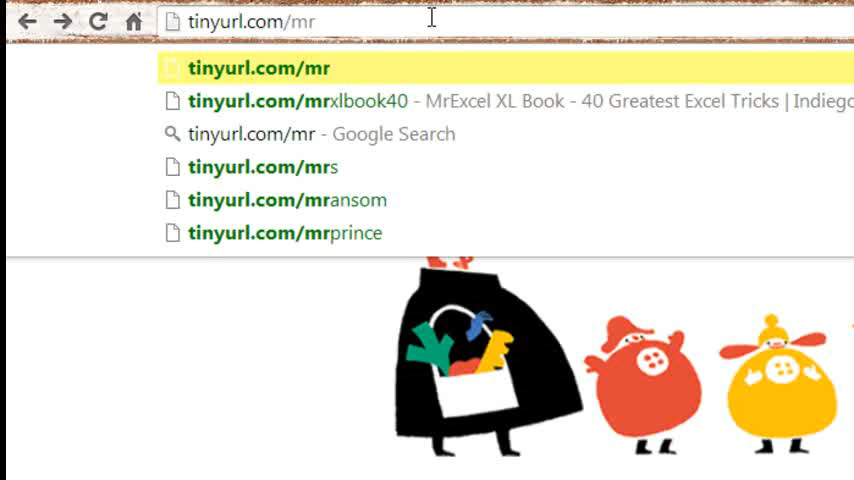 tinyurl.com/mr
tinyurl.com/mr
tinyurl.com/mrxlbook40 - MrExcel XL Book - 40 Greatest Excel Tricks | Indiego
tinyurl.com/mr - Google Search
tinyurl.com/mrs
tinyurl.com/mransom
tinyurl.com/mrprince